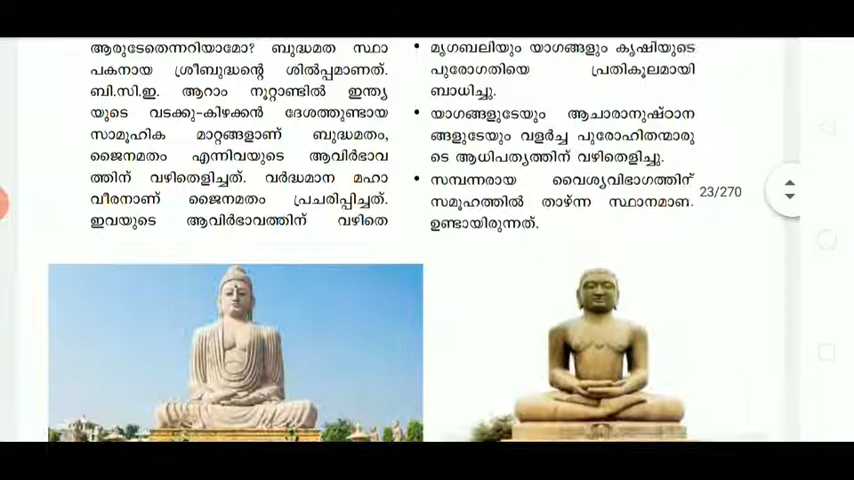 ആരുടേതെന്നറിയാമോ? ബുദ്ധമത സ്ഥാ
പകനായ ശ്രീബുദ്ധന്റെ ശിൽപ്പമാണത്.
ബി.സി.ഇ. ആറാം നൂറ്റാണ്ടിൽ ഇന്ത്യ
യുടെ വടക്കു-കിഴക്കൻ ദേശത്തുണ്ടായ
സാമൂഹിക മാറ്റങ്ങളാണ് ബുദ്ധമതം,
ജൈനമതം എന്നിവയുടെ ആവിർഭാവ
ത്തിന് വഴിതെളിച്ചത്. വർദ്ധമാന മഹാ
വീരനാണ് ജൈനമതം പ്രചരിപ്പിച്ചത്.
ഇവയുടെ ആവിർഭാവത്തിന് വഴിതെ
• മൃഗബലിയും യാഗങ്ങളും കൃഷിയുടെ
പുരോഗതിയെ പ്രതികൂലമായി
ബാധിച്ചു.
• യാഗങ്ങളുടേയും ആചാരാനുഷ്ഠാന
ങ്ങളുടേയും വളർച്ച പുരോഹിതന്മാരു
ടെ ആധിപത്യത്തിന് വഴിതെളിച്ചു.
• സമ്പന്നരായ വൈശ്യവിഭാഗത്തിന്
സമൂഹത്തിൽ താഴ്ന്ന സ്ഥാനമാണ
ഉണ്ടായിരുന്നത്.
23/270